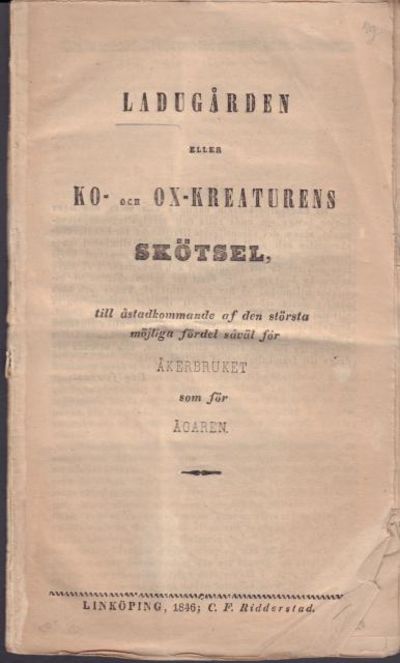 LADUGÅRDEN
ELLER
KO- OCH OX-KREATURENS
SKÖTSEL,
till åstadkommande af den största
möjliga fördel såväl för
ÅKERBRUKET
som för
ÄGAREN.
LINKÖPING, 1846; C. F. Ridderstad.